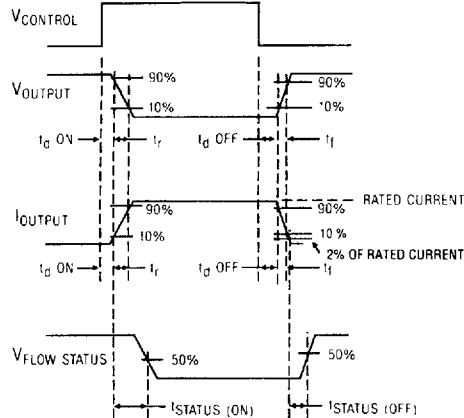 VCONTROL
VOUTPUT
90%
10%
90%
10%
td ON
tr
td OFF
tf
RATED CURRENT
IOUTPUT
90%
10%
90%
10%
2% OF RATED CURRENT
td ON
tr
td OFF
tf
VFLOW STATUS
50%
50%
tSTATUS (ON)
tSTATUS (OFF)